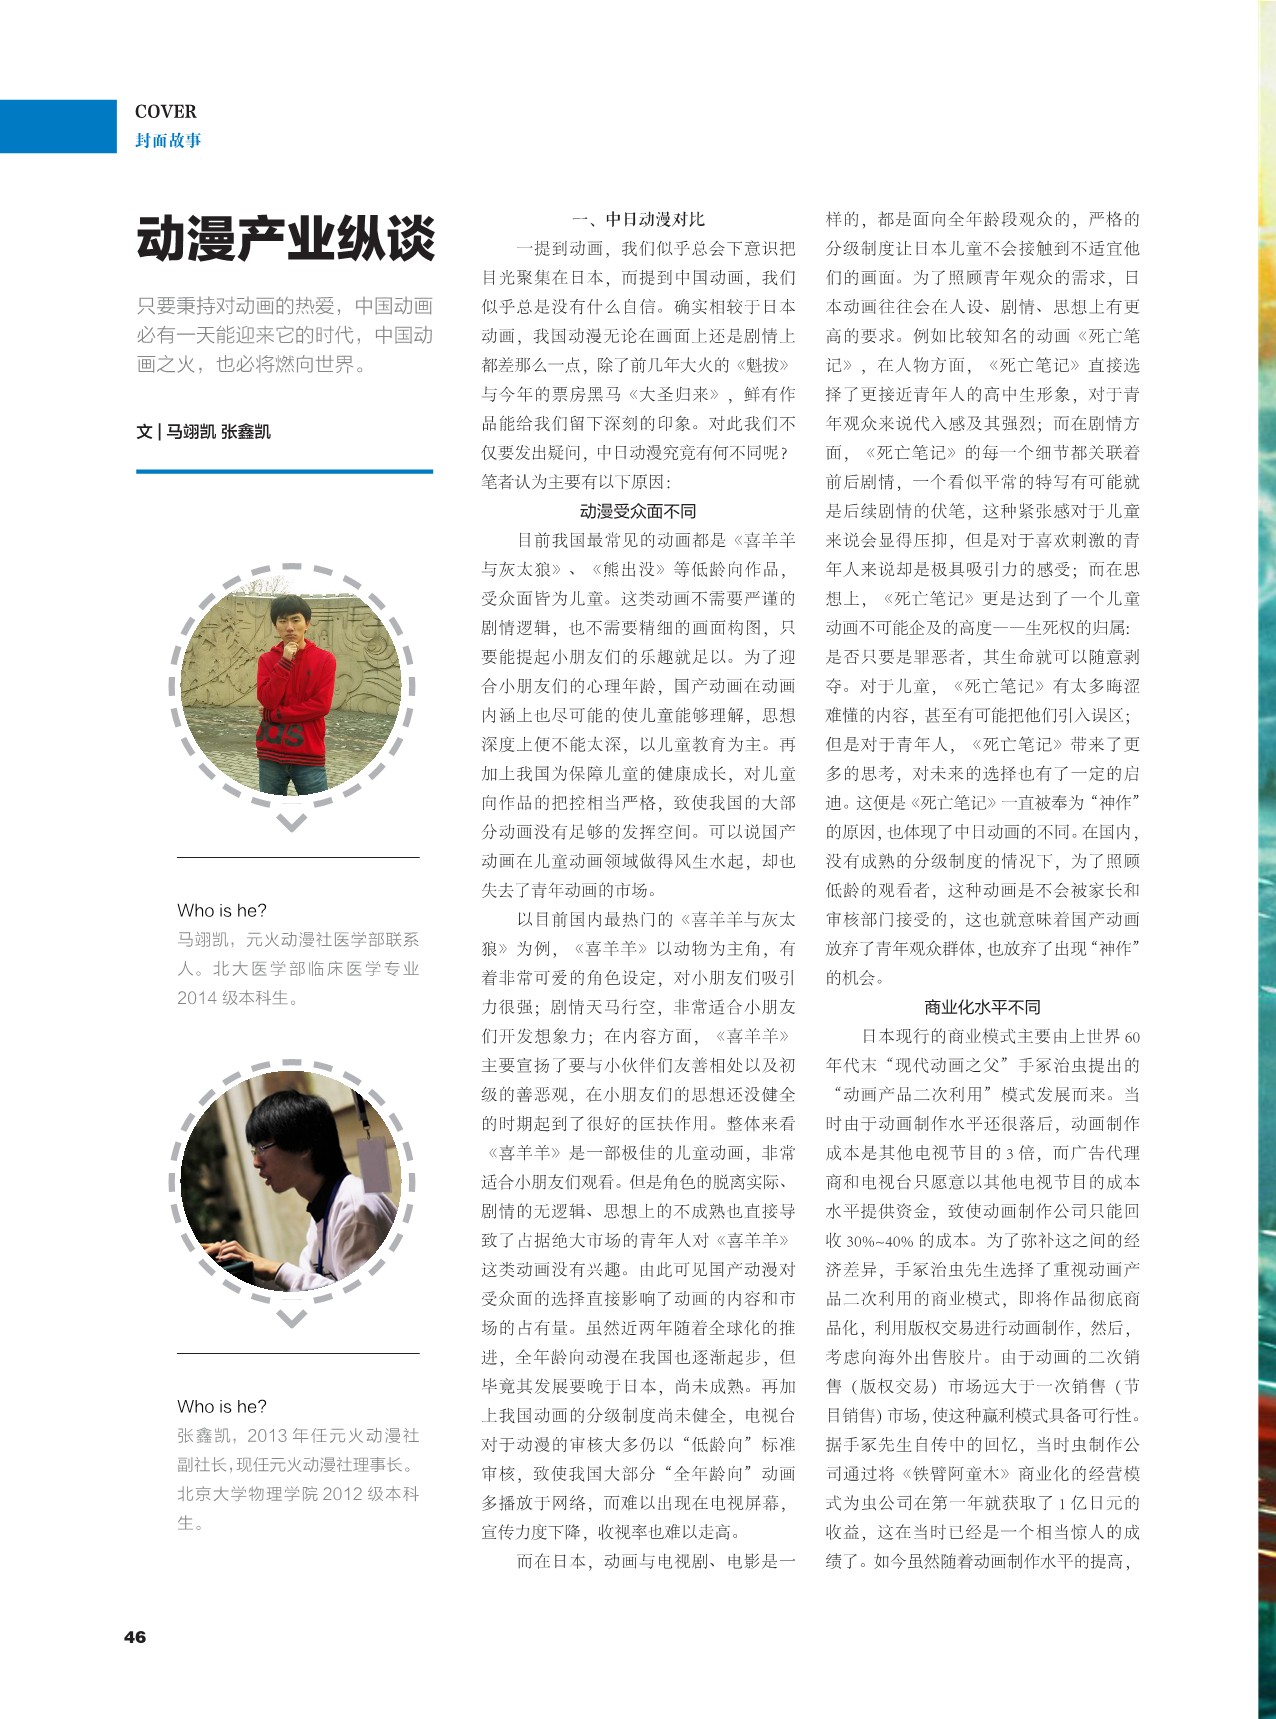 COVER
封面故事
动漫产业纵谈
只要秉持对动画的热爱，中国动画
必有一天能迎来它的时代，中国动
画之火，也必将燃向世界。
文 | 马翊凯 张鑫凯
Who is he?
马翊凯，元火动漫社医学部联系
人。北大医学部临床医学专业
2014 级本科生。
Who is he?
张鑫凯，2013 年任元火动漫社
副社长，现任元火动漫社理事长。
北京大学物理学院 2012 级本科
生。
一、中日动漫对比
一提到动画，我们似乎总会下意识把
目光聚集在日本，而提到中国动画，我们
似乎总是没有什么自信。确实相较于日本
动画，我国动漫无论在画面上还是剧情上
都差那么一点，除了前几年大火的《魁拔》
与今年的票房黑马《大圣归来》，鲜有作
品能给我们留下深刻的印象。对此我们不
仅要发出疑问，中日动漫究竟有何不同呢？
笔者认为主要有以下原因：
动漫受众面不同
目前我国最常见的动画都是《喜羊羊
与灰太狼》、《熊出没》等低龄向作品，
受众面皆为儿童。这类动画不需要严谨的
剧情逻辑，也不需要精细的画面构图，只
要能提起小朋友们的乐趣就足以。为了迎
合小朋友们的心理年龄，国产动画在动画
内涵上也尽可能的使儿童能够理解，思想
深度上便不能太深，以儿童教育为主。再
加上我国为保障儿童的健康成长，对儿童
向作品的把控相当严格，致使我国的大部
分动画没有足够的发挥空间。可以说国产
动画在儿童动画领域做得风生水起，却也
失去了青年动画的市场。
以目前国内最热门的《喜羊羊与灰太
狼》为例，《喜羊羊》以动物为主角，有
着非常可爱的角色设定，对小朋友们吸引
力很强；剧情天马行空，非常适合小朋友
们开发想象力；在内容方面，《喜羊羊》
主要宣扬了要与小伙伴们友善相处以及初
级的善恶观，在小朋友们的思想还没健全
的时期起到了很好的匡扶作用。整体来看
《喜羊羊》是一部极佳的儿童动画，非常
适合小朋友们观看。但是角色的脱离实际、
剧情的无逻辑、思想上的不成熟也直接导
致了占据绝大市场的青年人对《喜羊羊》
这类动画没有兴趣。由此可见国产动漫对
受众面的选择直接影响了动画的内容和市
场的占有量。虽然近两年随着全球化的推
进，全年龄向动漫在我国也逐渐起步，但
毕竟其发展要晚于日本，尚未成熟。再加
上我国动画的分级制度尚未健全，电视台
对于动漫的审核大多仍以“低龄向”标准
审核，致使我国大部分“全年龄向”动画
多播放于网络，而难以出现在电视屏幕，
宣传力度下降，收视率也难以走高。
而在日本，动画与电视剧、电影是一
样的，都是面向全年龄段观众的，严格的
分级制度让日本儿童不会接触到不适宜他
们的画面。为了照顾青年观众的需求，日
本动画往往会在人设、剧情、思想上有更
高的要求。例如比较知名的动画《死亡笔
记》，在人物方面，《死亡笔记》直接选
择了更接近青年人的高中生形象，对于青
年观众来说代入感及其强烈；而在剧情方
面，《死亡笔记》的每一个细节都关联着
前后剧情，一个看似平常的特写有可能就
是后续剧情的伏笔，这种紧张感对于儿童
来说会显得压抑，但是对于喜欢刺激的青
年人来说却是极具吸引力的感受；而在思
想上，《死亡笔记》更是达到了一个儿童
动画不可能企及的高度——生死权的归属：
是否只要是罪恶者，其生命就可以随意剥
夺。对于儿童，《死亡笔记》有太多晦涩
难懂的内容，甚至有可能把他们引入误区；
但是对于青年人，《死亡笔记》带来了更
多的思考，对未来的选择也有了一定的启
迪。这便是《死亡笔记》一直被奉为“神作”
的原因，也体现了中日动画的不同。在国内，
没有成熟的分级制度的情况下，为了照顾
低龄的观看者，这种动画是不会被家长和
审核部门接受的，这也就意味着国产动画
放弃了青年观众群体，也放弃了出现“神作”
的机会。
商业化水平不同
日本现行的商业模式主要由上世界 60
年代末“现代动画之父”手冢治虫提出的
“动画产品二次利用”模式发展而来。当
时由于动画制作水平还很落后，动画制作
成本是其他电视节目的 3 倍，而广告代理
商和电视台只愿意以其他电视节目的成本
水平提供资金，致使动画制作公司只能回
收 30%~40% 的成本。为了弥补这之间的经
济差异，手冢治虫先生选择了重视动画产
品二次利用的商业模式，即将作品彻底商
品化，利用版权交易进行动画制作，然后，
考虑向海外出售胶片。由于动画的二次销
售（版权交易）市场远大于一次销售（节
目销售）市场，使这种赢利模式具备可行性。
据手冢先生自传中的回忆，当时虫制作公
司通过将《铁臂阿童木》商业化的经营模
式为虫公司在第一年就获取了 1 亿日元的
收益，这在当时已经是一个相当惊人的成
绩了。如今虽然随着动画制作水平的提高，
46